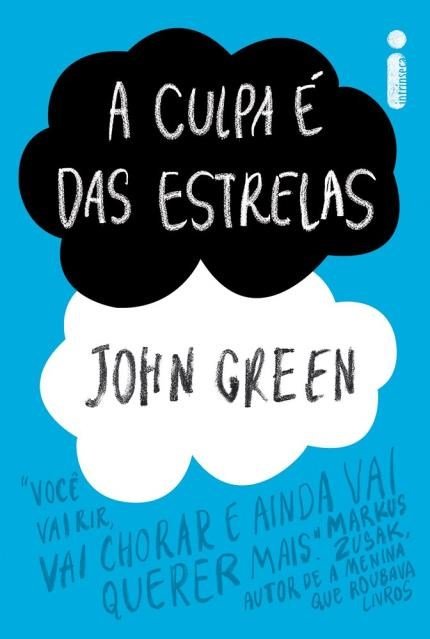 intrínseca
A CULPA É
DAS ESTRELAS
JOHN GREEN
"VOCÊ
VAI RIR,
VAI CHORAR E AINDA VAI
QUERER MAIS." MARKUS
ZUSAK,
AUTOR DE A MENINA
QUE ROUBAVA
LIVROS